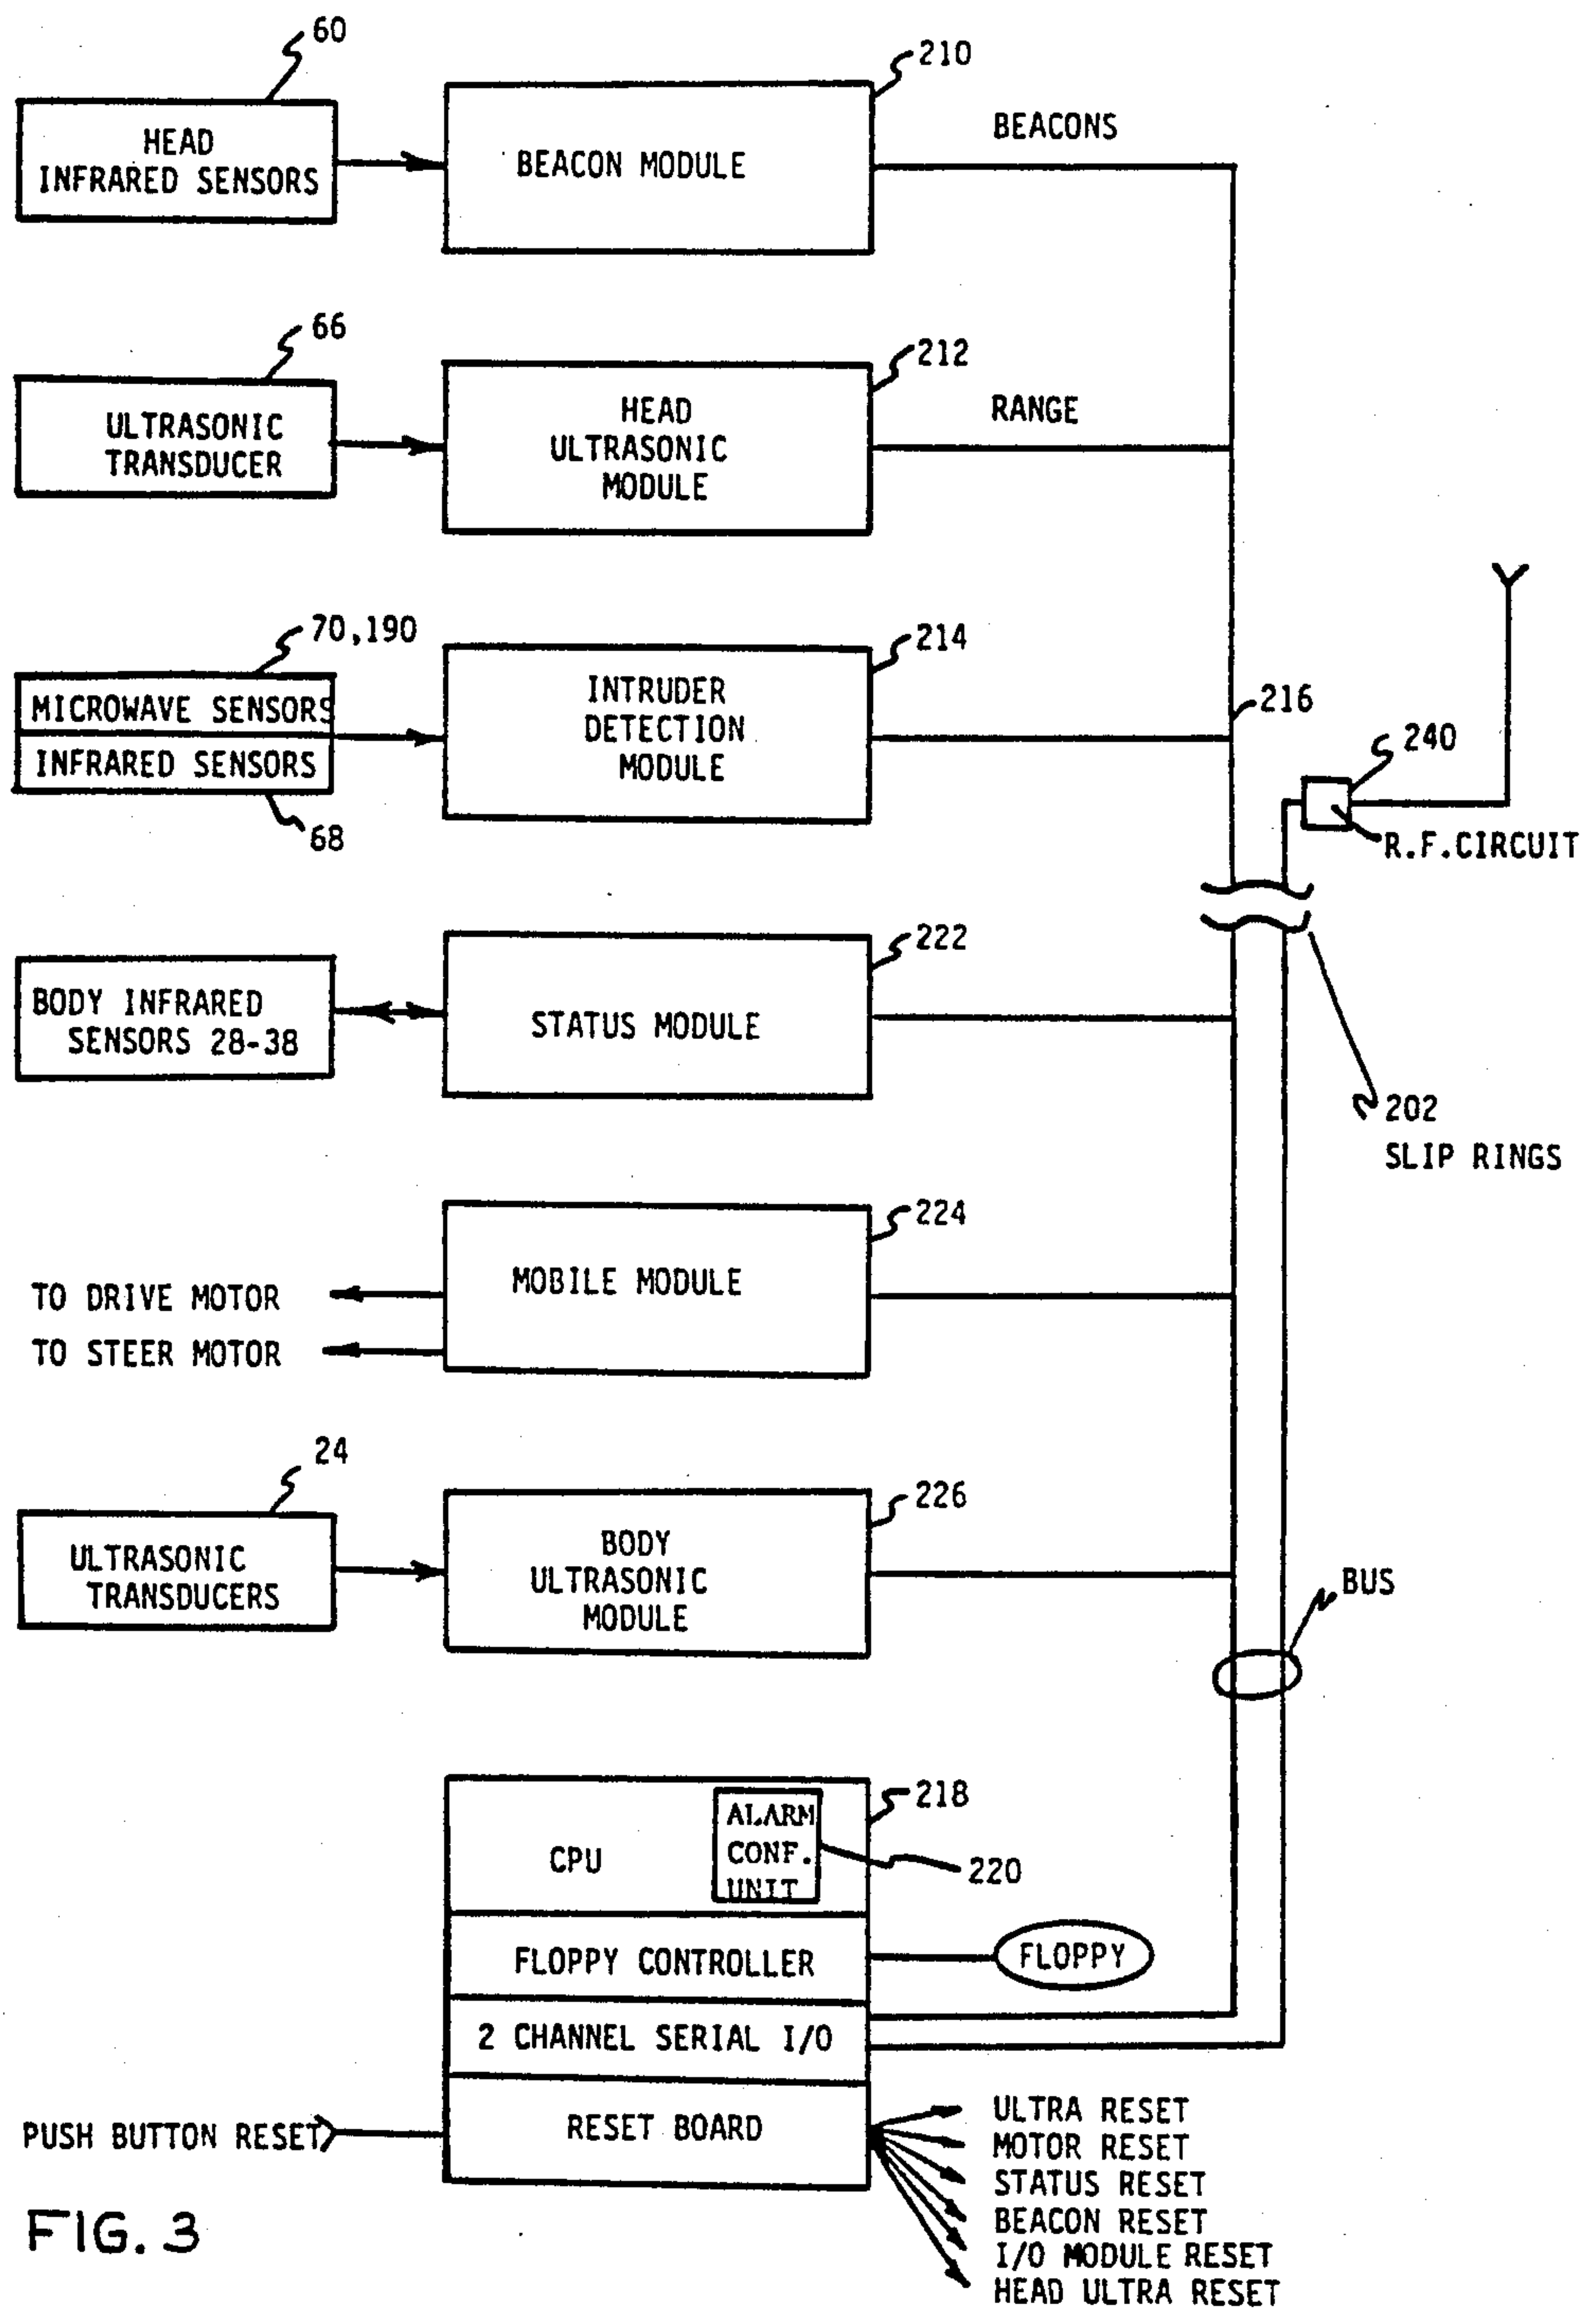 60
HEAD
INFRARED SENSORS
210
BEACON MODULE
BEACONS
66
ULTRASONIC
TRANSDUCER
212
HEAD
ULTRASONIC
MODULE
RANGE
70,190
MICROWAVE SENSORS
INFRARED SENSORS
68
214
INTRUDER
DETECTION
MODULE
216
240
R.F.CIRCUIT
BODY INFRARED
SENSORS 28-38
222
STATUS MODULE
202
SLIP RINGS
224
MOBILE MODULE
TO DRIVE MOTOR
TO STEER MOTOR
24
ULTRASONIC
TRANSDUCERS
226
BODY
ULTRASONIC
MODULE
BUS
218
CPU
ALARM
CONF.
UNIT
220
FLOPPY CONTROLLER
FLOPPY
2 CHANNEL SERIAL I/O
PUSH BUTTON RESET
RESET BOARD
ULTRA RESET
MOTOR RESET
STATUS RESET
BEACON RESET
I/O MODULE RESET
HEAD ULTRA RESET
FIG. 3